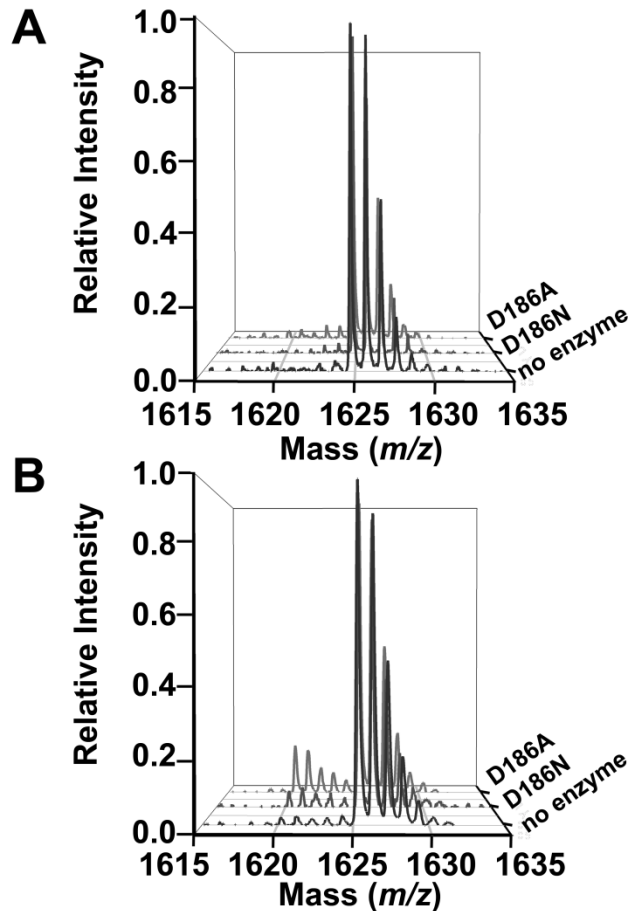 A
Relative Intensity
1.0
0.8
0.6
0.4
0.2
0.0
D186A
D186N
no enzyme
1615 1620 1625 1630 1635
Mass (m/z)
B
Relative Intensity
1.0
0.8
0.6
0.4
0.2
0.0
D186A
D186N
no enzyme
1615 1620 1625 1630 1635
Mass (m/z)